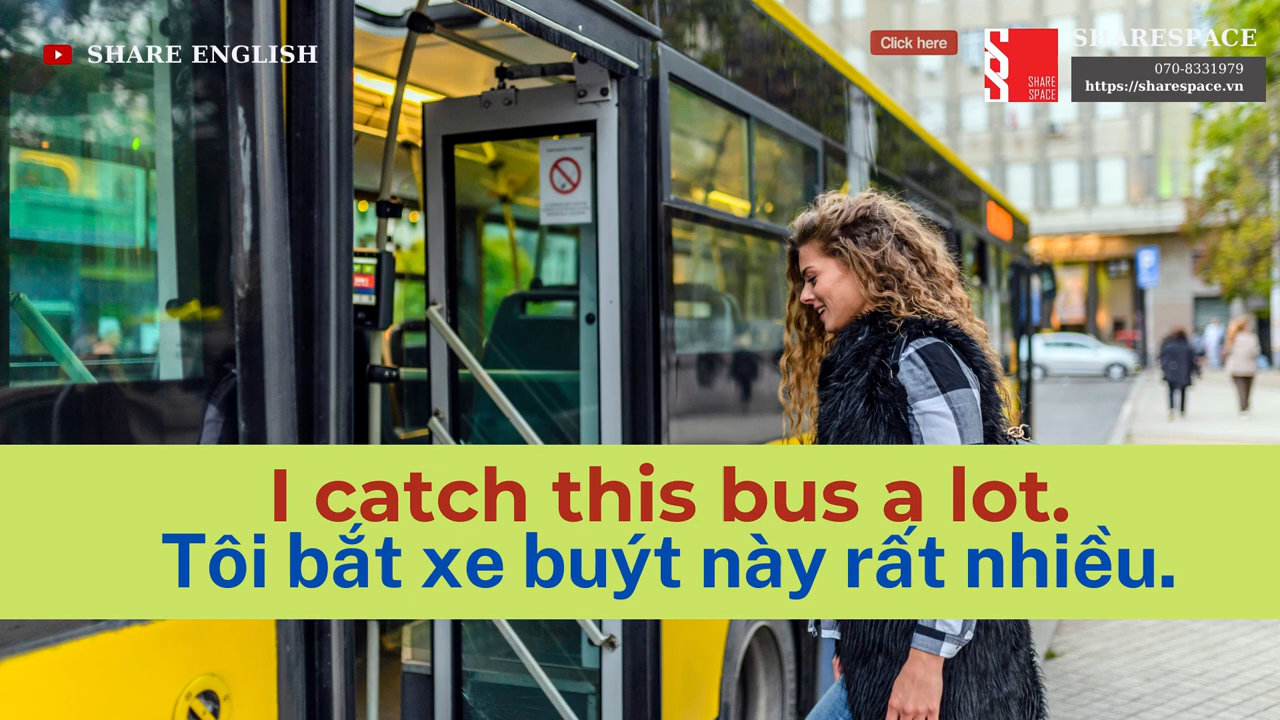 SHARE ENGLISH
Click here
SHARE
SPACE
SHARESPACE
070-8331979
https://sharespace.vn
P
I catch this bus a lot.
Tôi bắt xe buýt này rất nhiều.